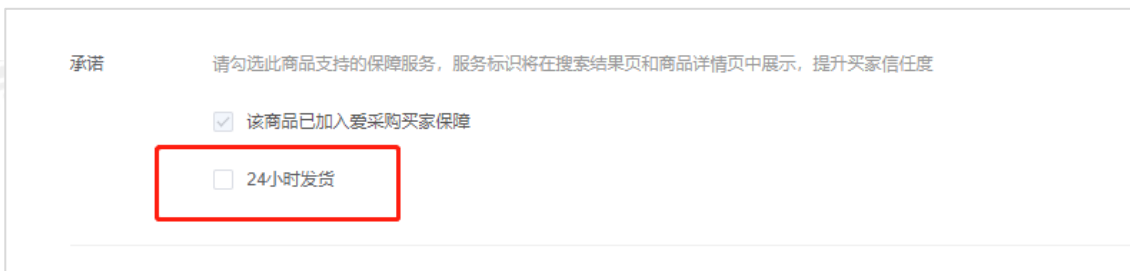 承诺 请勾选此商品支持的保障服务，服务标识将在搜索结果页和商品详情页中展示，提升买家信任度
该商品已加入爱采购买家保障
24小时发货